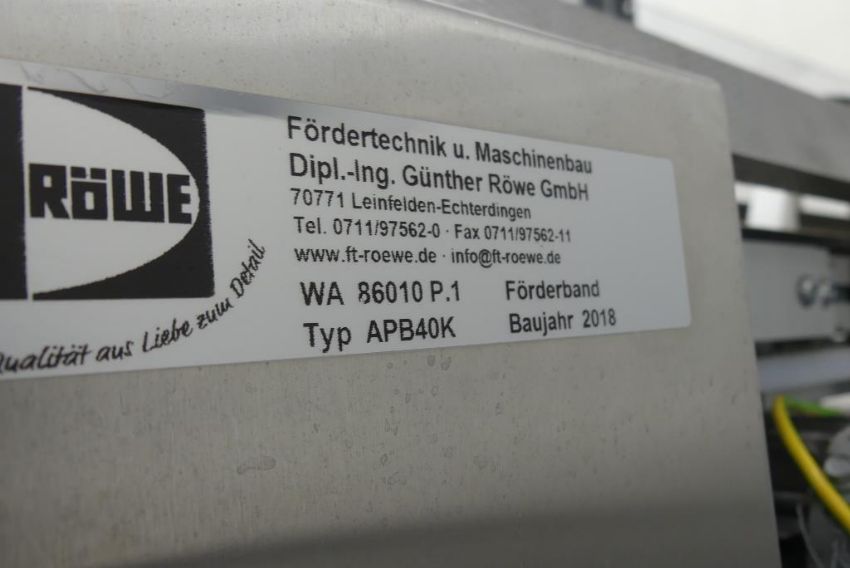 RÖWE
Qualität aus Liebe zum Detail
Fördertechnik u. Maschinenbau
Dipl.-Ing. Günther Röwe GmbH
70771 Leinfelden-Echterdingen
Tel. 0711/97562-0 · Fax 0711/97562-11
www.ft-roewe.de · info@ft-roewe.de
WA 86010 P.1 Förderband
Typ APB40K Baujahr 2018